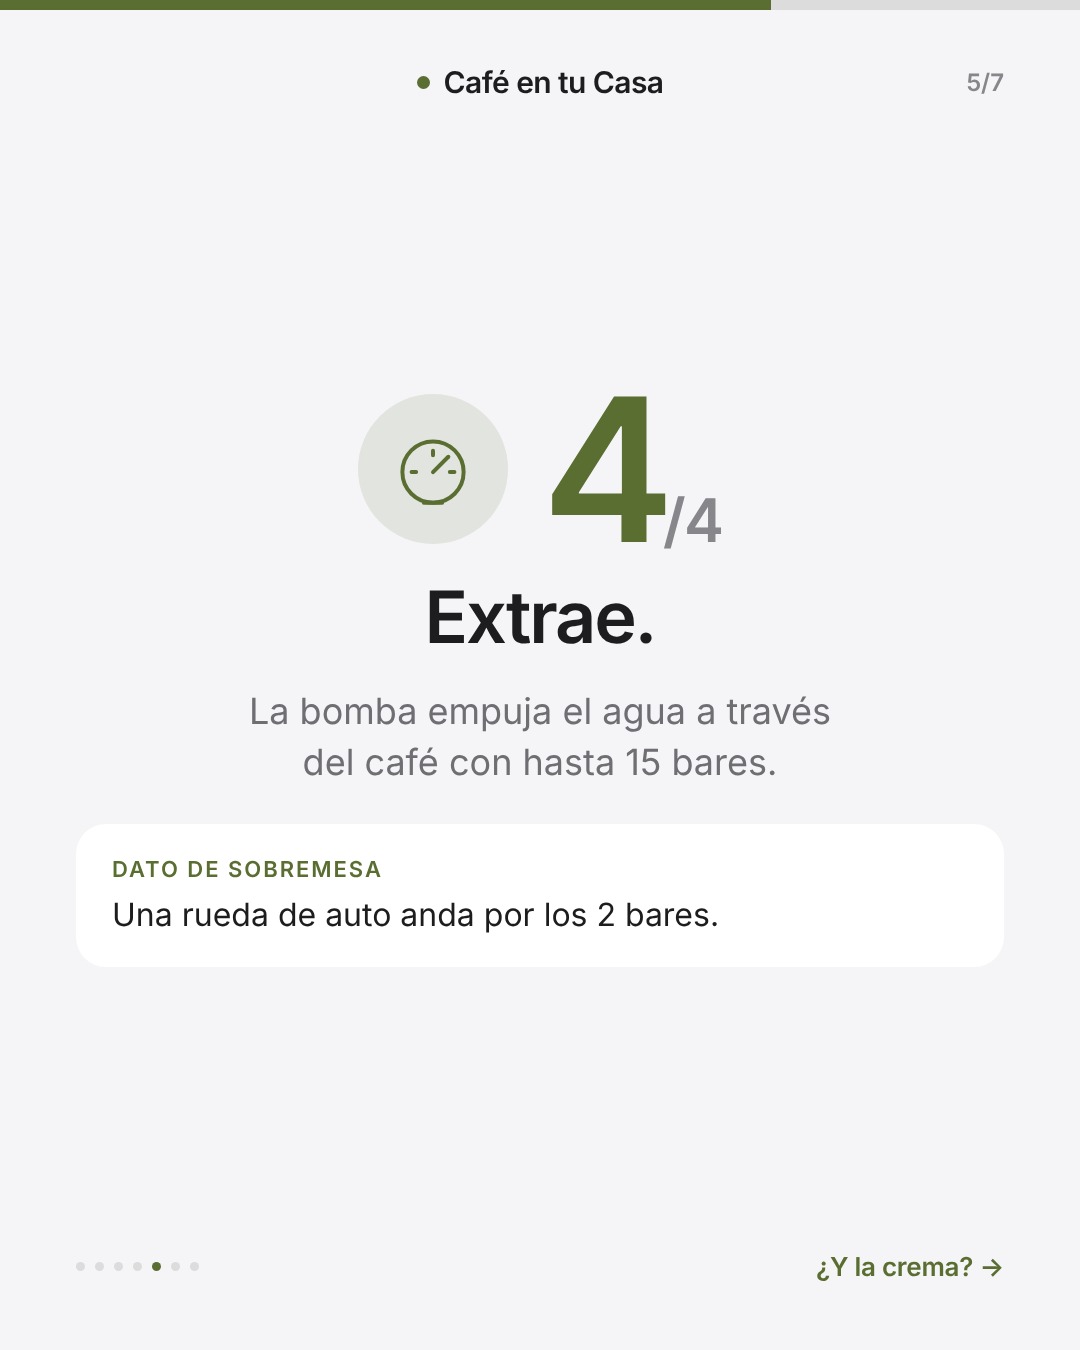 Café en tu Casa
5/7
4/4
Extrae.
La bomba empuja el agua a través
del café con hasta 15 bares.
DATO DE SOBREMESA
Una rueda de auto anda por los 2 bares.
¿Y la crema? →